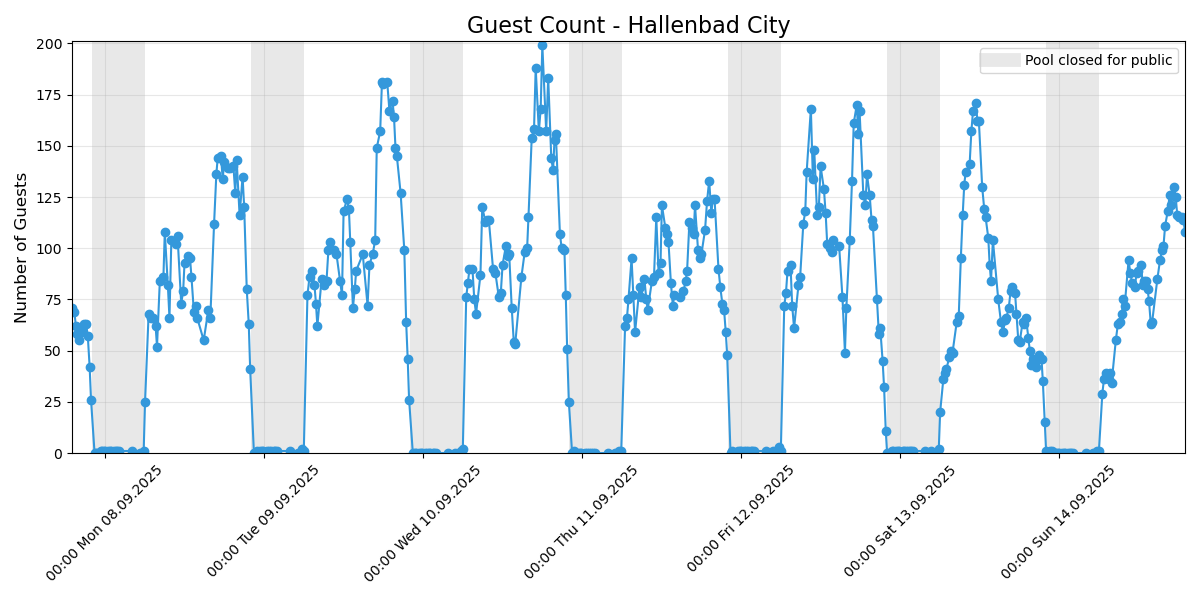 Guest Count - Hallenbad City
Pool closed for public
Number of Guests
200
175
150
125
100
75
50
25
0
00:00 Mon 08.09.2025
00:00 Tue 09.09.2025
00:00 Wed 10.09.2025
00:00 Thu 11.09.2025
00:00 Fri 12.09.2025
00:00 Sat 13.09.2025
00:00 Sun 14.09.2025